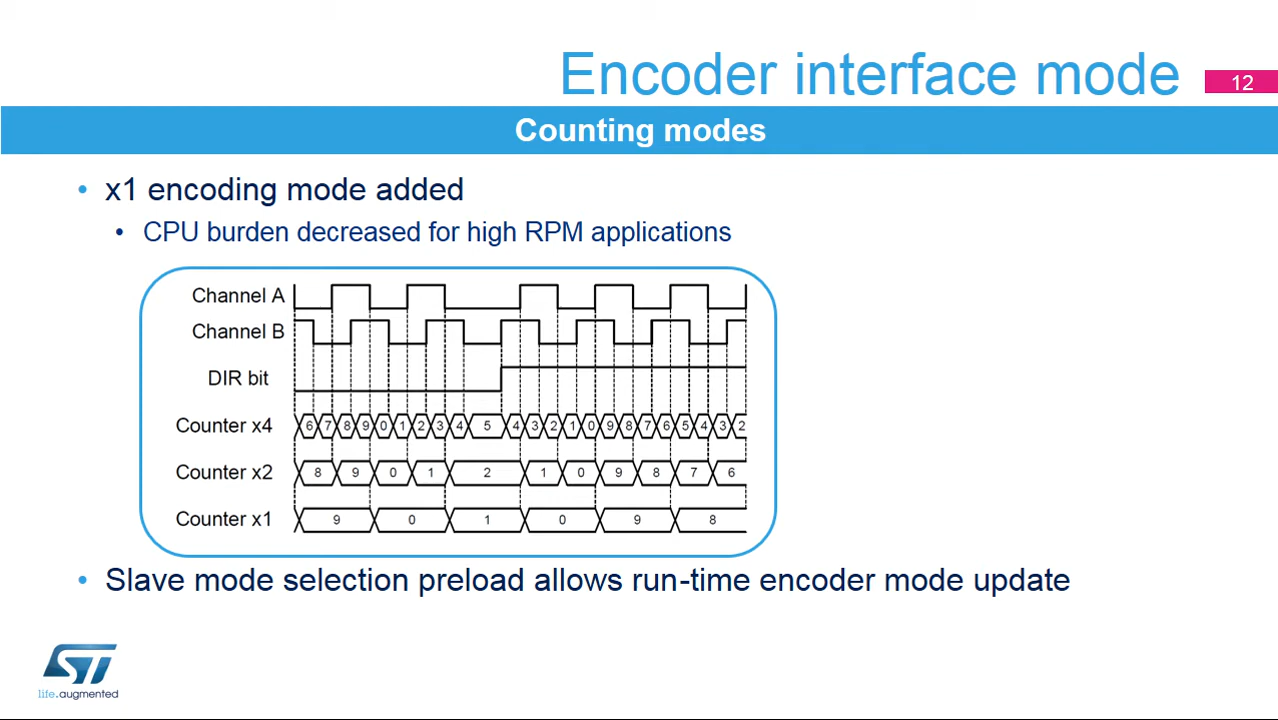 Encoder interface mode
12
Counting modes
• x1 encoding mode added
• CPU burden decreased for high RPM applications
Channel A
Channel B
DIR bit
Counter x4 6 7 8 9 0 1 2 3 4 5 4 3 2 1 0 9 8 7 6 5 4 3 2
Counter x2 8 9 0 1 2 1 0 9 8 7 6
Counter x1 9 0 1 0 9 8
• Slave mode selection preload allows run-time encoder mode update
ST
life.augmented